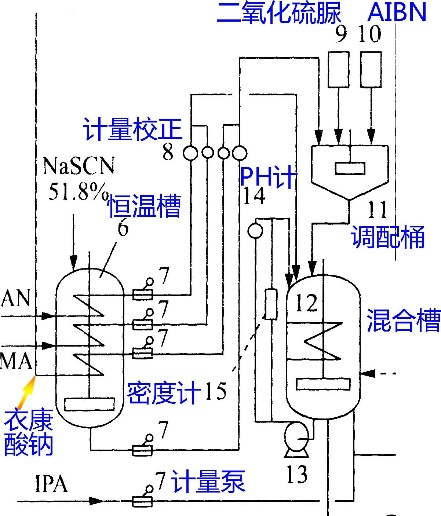 二氧化硫脲 AIBN
9 10
计量校正
8
NaSCN
51.8%
恒温槽
6
PH计
14
11
调配桶
7
AN
7
12
7
混合槽
MA
密度计15
衣康
酸钠
7
13
IPA
7计量泵